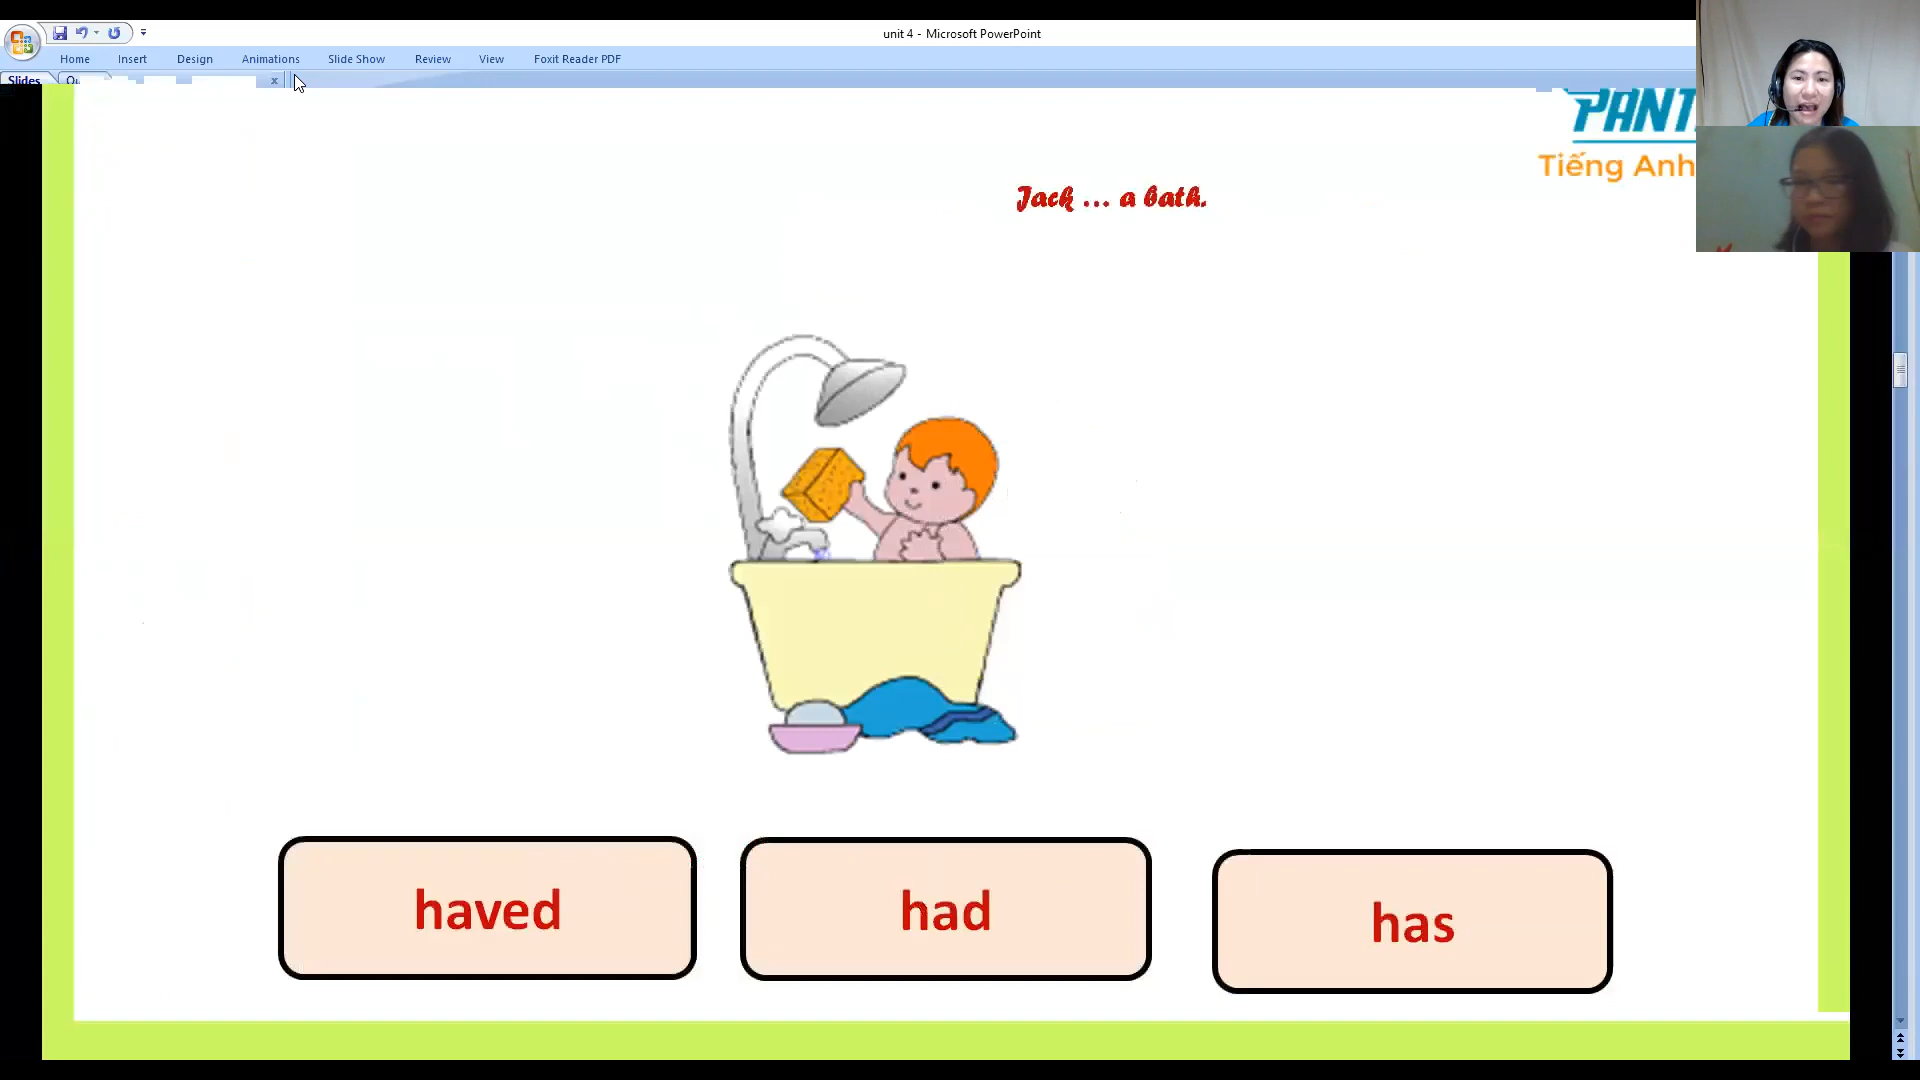 unit 4 - Microsoft PowerPoint
Home Insert Design Animations Slide Show Review View Foxit Reader PDF
Slides
Tiếng Anh
Jack ... a bath.
haved
had
has